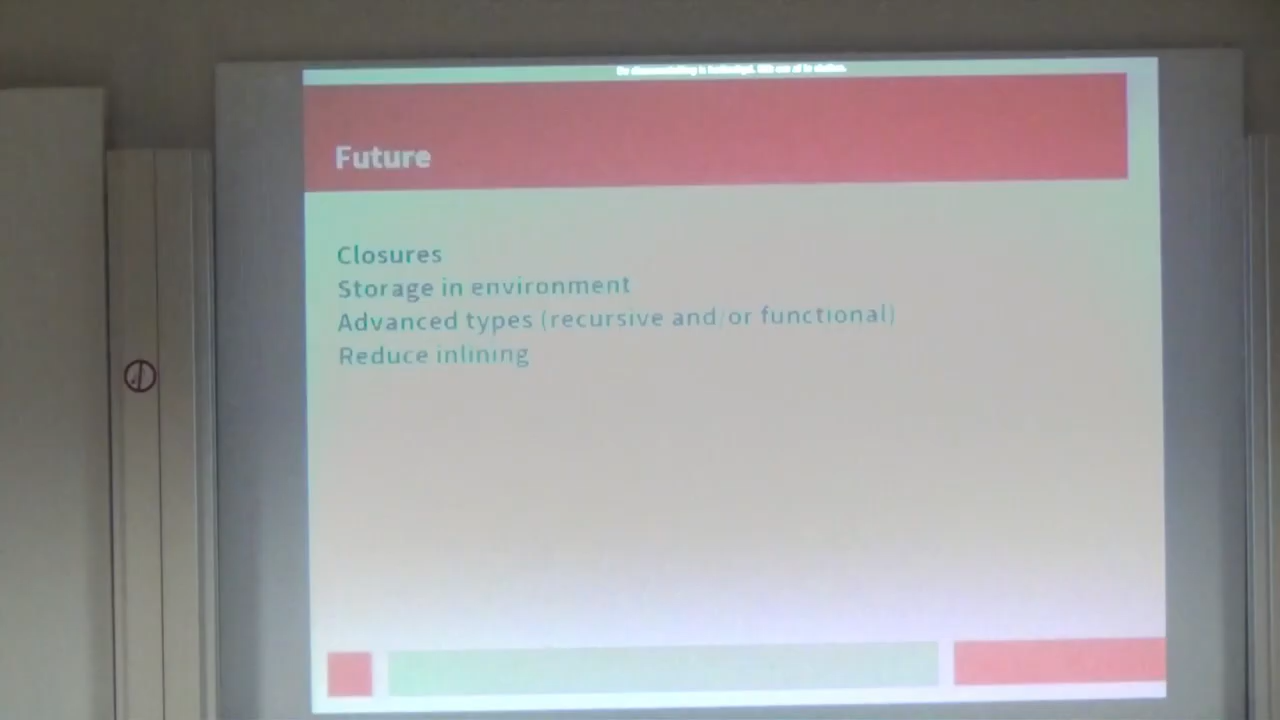 Future
Closures
Storage in environment
Advanced types (recursive and/or functional)
Reduce inlining